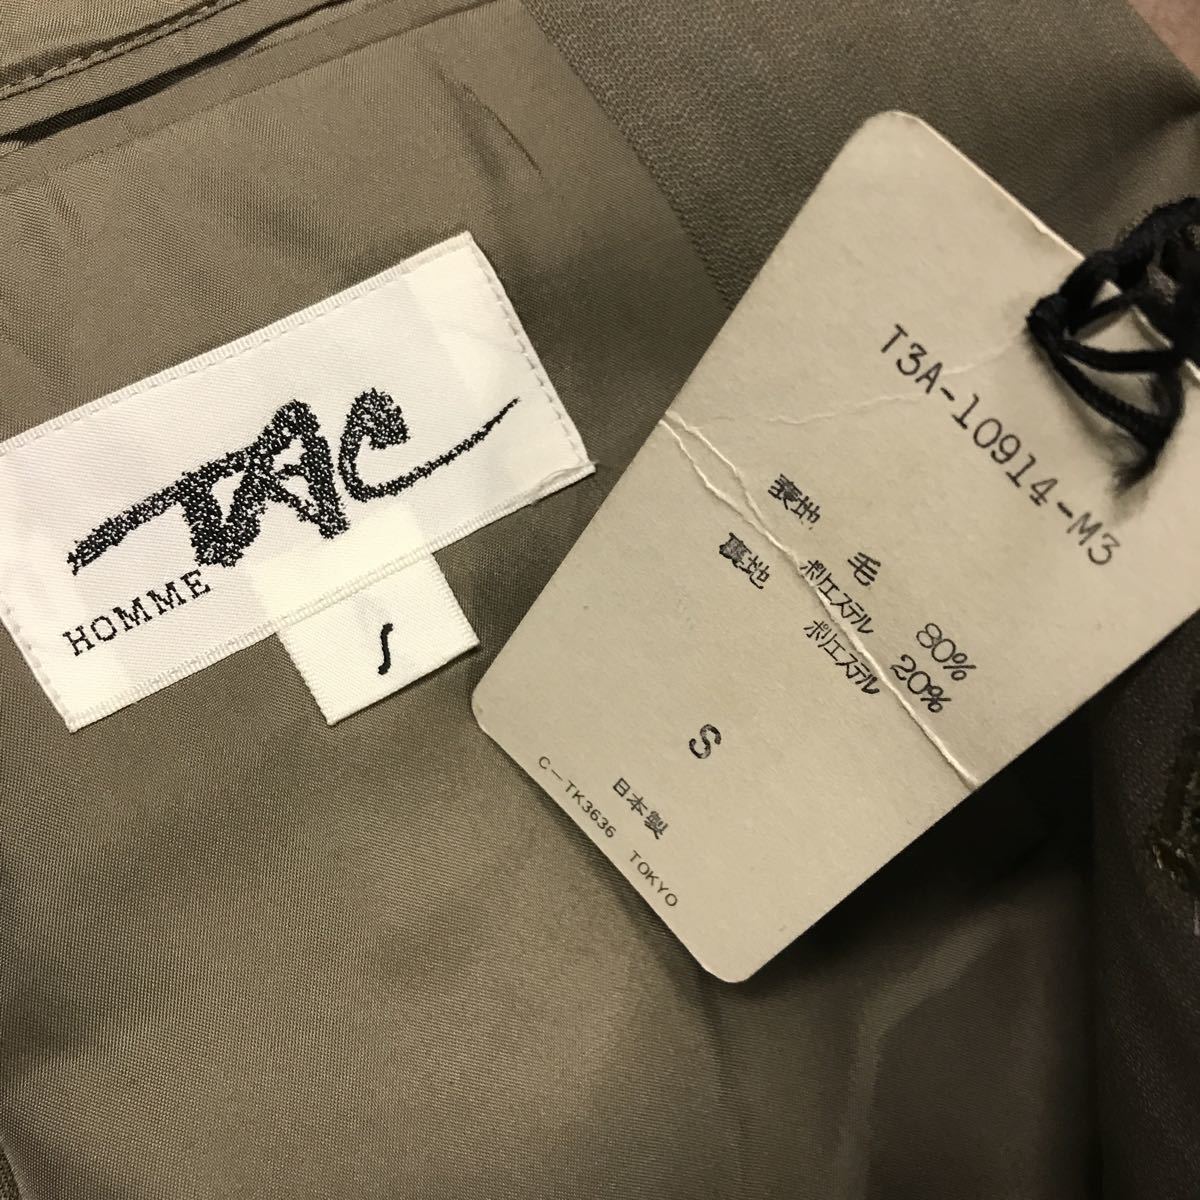 TAC
HOMME
S
T3A-10914-M3
表地 毛 80%
ポリエステル 20%
裏地 ポリエステル
S
日本製
C-TK3636 TOKYO